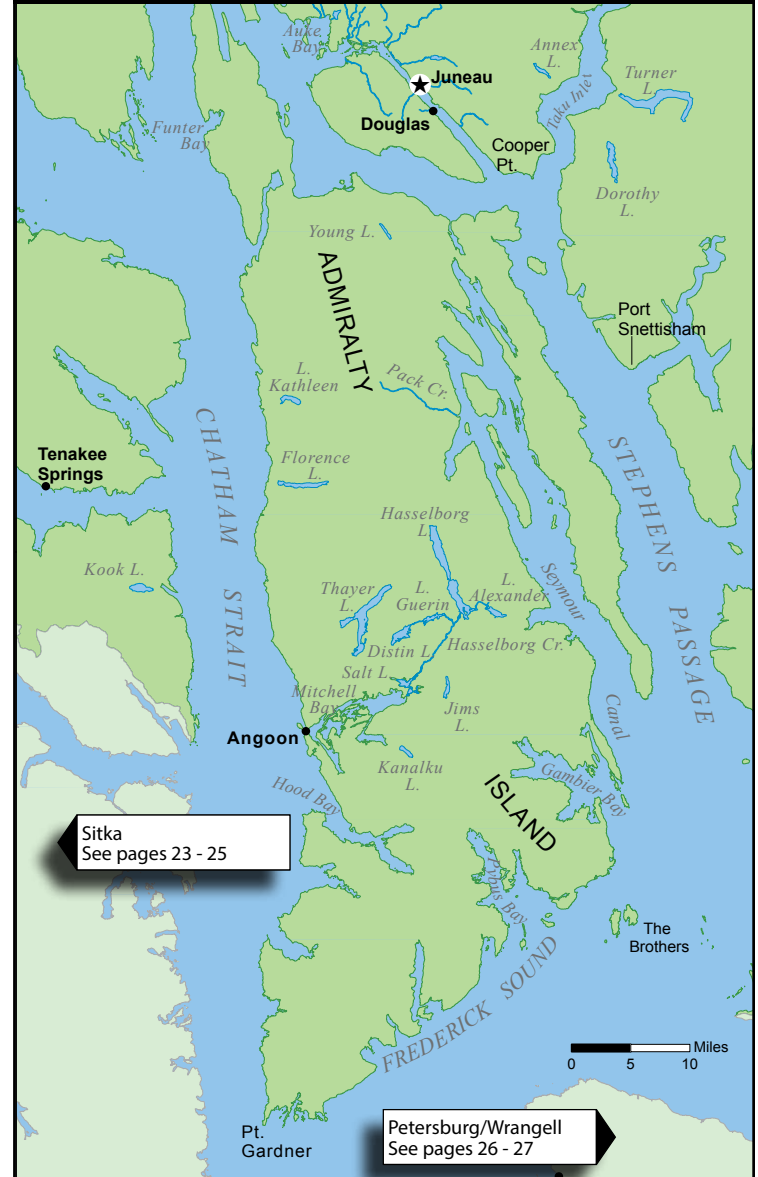 Auke
Bay
Juneau
Annex
L.
Turner
L.
Taku Inlet
Douglas
Funter
Bay
Cooper
Pt.
Dorothy
L.
Young L.
ADMIRALTY
Port
Snettisham
L.
Kathleen
Pack Cr.
CHATHAM STRAIT
STEPHENS PASSAGE
Tenakee
Springs
Florence
L.
Hasselborg
L.
Kook L.
Thayer
L.
L.
Guerin
L.
Alexander
Seymour
Canal
Distin L.
Hasselborg Cr.
Salt L.
Mitchell
Bay
Jims
L.
Angoon
Kanalku
L.
Hood Bay
Gambier Bay
ISLAND
Sitka
See pages 23 - 25
Pybus Bay
The
Brothers
FREDERICK SOUND
Miles
0 5 10
Pt.
Gardner
Petersburg/Wrangell
See pages 26 - 27